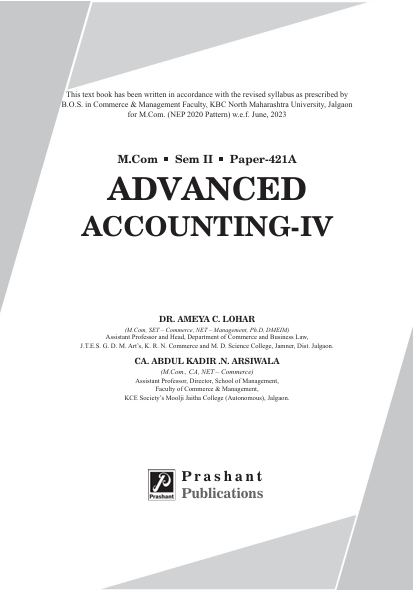 This text book has been written in accordance with the revised syllabus as prescribed by
B.O.S. in Commerce & Management Faculty, KBC North Maharashtra University, Jalgaon
for M.Com. (NEP 2020 Pattern) w.e.f. June, 2023
M.Com ▪ Sem II ▪ Paper-421A
ADVANCED
ACCOUNTING-IV
DR. AMEYA C. LOHAR
(M.Com, SET – Commerce, NET – Management, Ph.D, DMEIM)
Assistant Professor and Head, Department of Commerce and Business Law,
J.T.E.S. G. D. M. Art's, K. R. N. Commerce and M. D. Science College, Jamner, Dist. Jalgaon.
CA. ABDUL KADIR .N. ARSIWALA
(M.Com., CA, NET – Commerce)
Assistant Professor, Director, School of Management,
Faculty of Commerce & Management,
KCE Society's Moolji Jaitha College (Autonomous), Jalgaon.
Prashant
Prashant
Publications